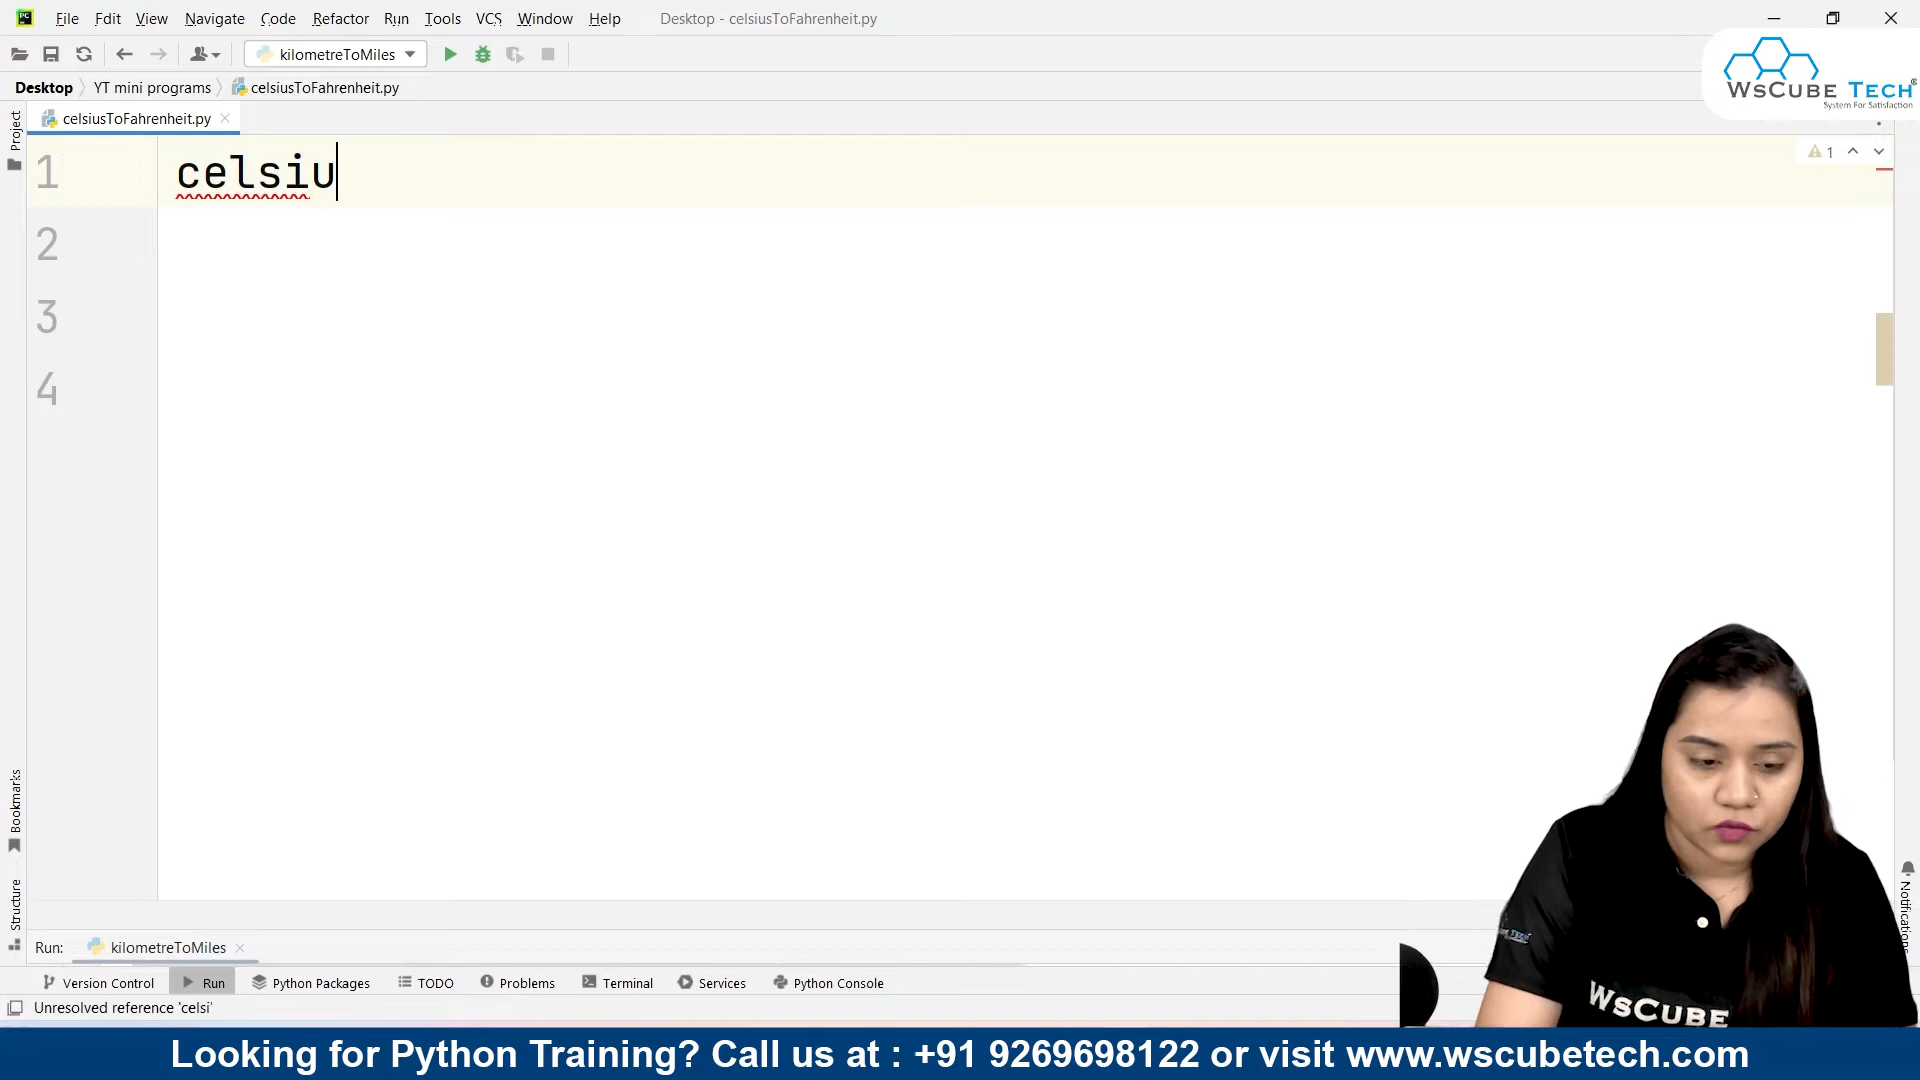 File Edit View Navigate Code Refactor Run Tools VCS Window Help Desktop - celsiusToFahrenheit.py
kilometreToMiles
WsCube Tech®
System For Satisfaction
Desktop YT mini programs celsiusToFahrenheit.py
celsiusToFahrenheit.py
Project
1 celsiu
1
2
3
4
Bookmarks
Structure
Notifications
Run: kilometreToMiles
Version Control Run Python Packages TODO Problems Terminal Services Python Console
Unresolved reference 'celsi'
WsCube
Looking for Python Training? Call us at : +91 9269698122 or visit www.wscubetech.com